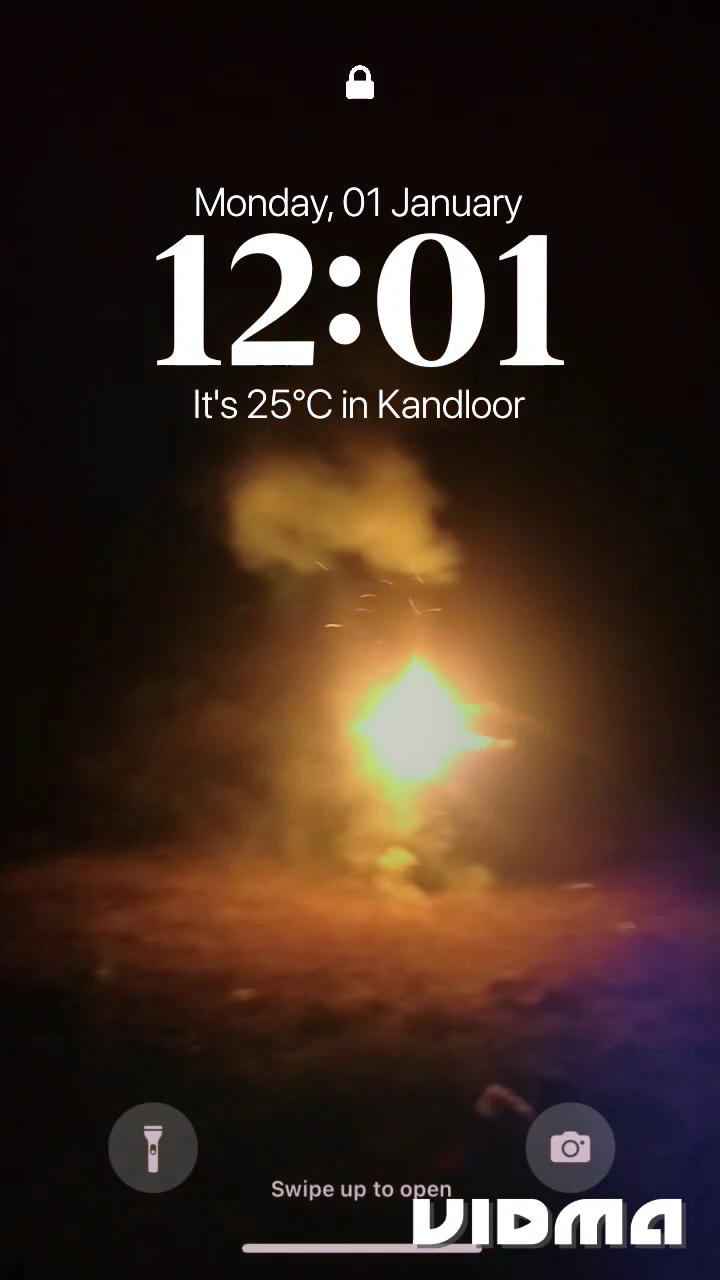 Monday, 01 January
12:01
It's 25°C in Kandloor
Swipe up to open
VIDMA